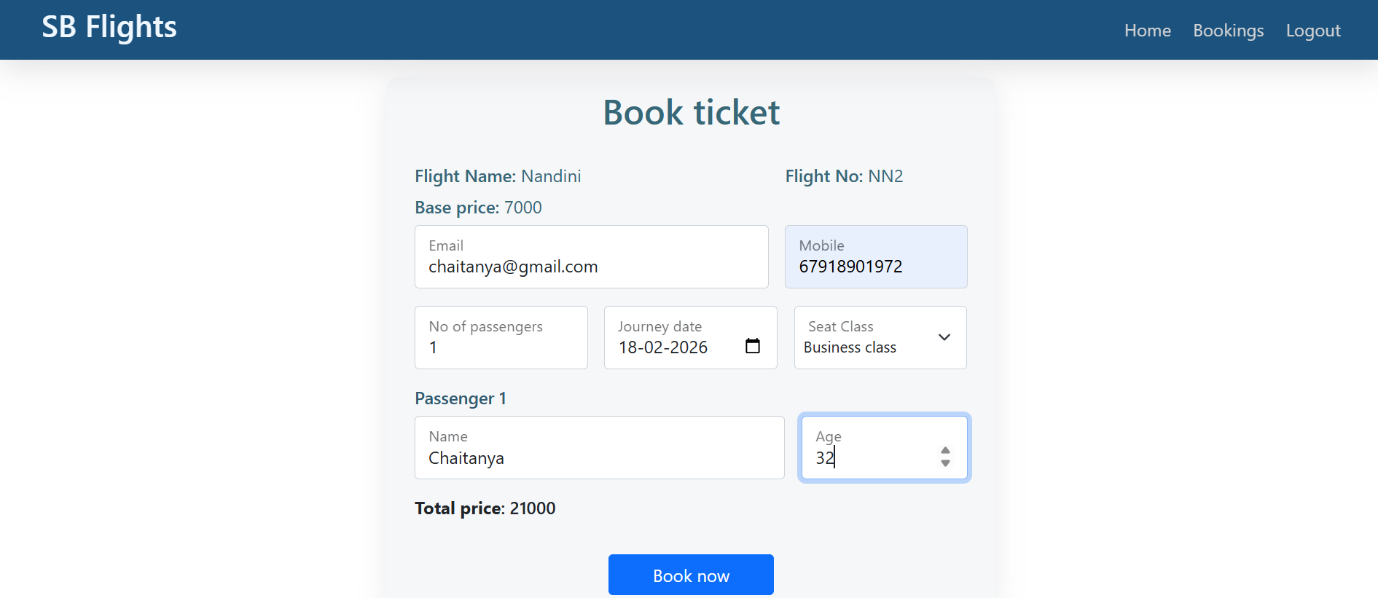 SB Flights
Home Bookings Logout
Book ticket
Flight Name: Nandini Flight No: NN2
Base price: 7000
Email Mobile
chaitanya@gmail.com 67918901972
No of passengers Journey date Seat Class
1 18-02-2026 Business class
Passenger 1
Name Age
Chaitanya 32
Total price: 21000
Book now